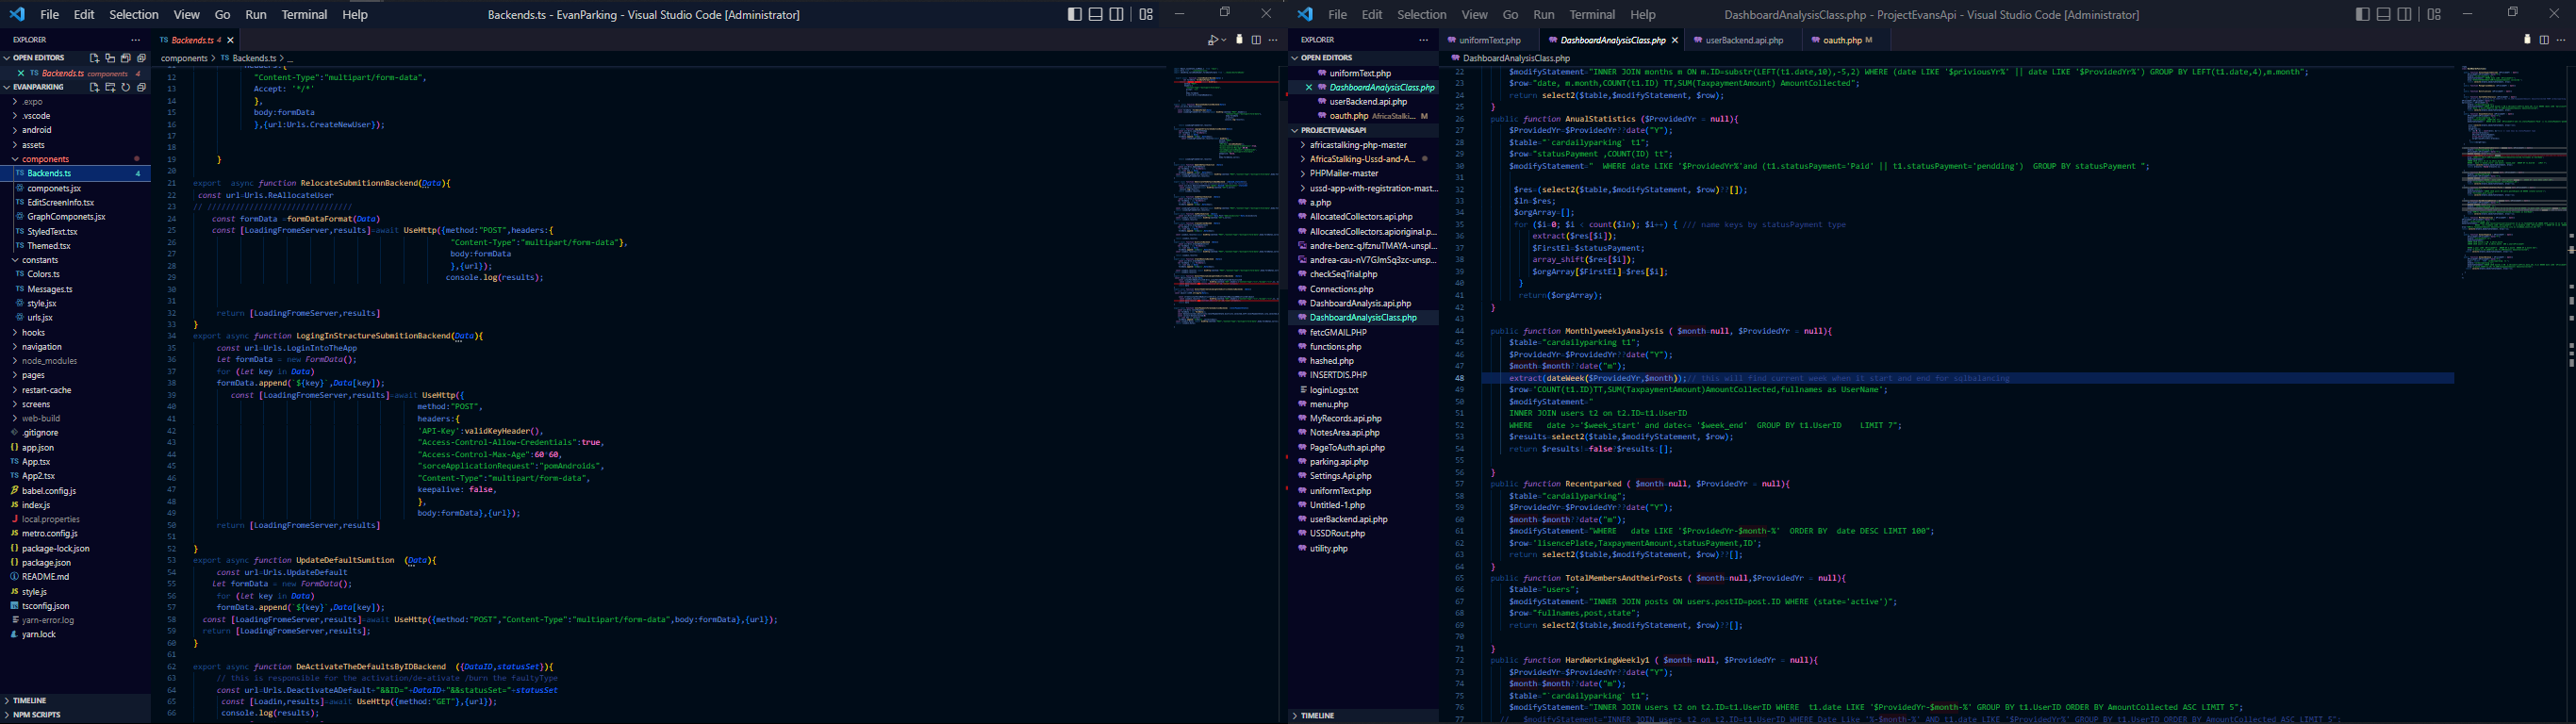 File Edit Selection View Go Run Terminal Help
Backends.ts - EvanParking - Visual Studio Code [Administrator]
EXPLORER
OPEN EDITORS
Backends.ts components 4
EVANPARKING
.expo
.vscode
android
assets
components
Backends.ts 4
componets.jsx
EditScreenInfo.tsx
GraphComponets.jsx
StyledText.tsx
Themed.tsx
constants
Colors.ts
Messages.ts
style.jsx
urls.jsx
hooks
navigation
node_modules
pages
restart-cache
screens
web-build
.gitignore
app.json
App.tsx
App2.tsx
babel.config.js
index.js
local.properties
metro.config.js
package-lock.json
package.json
README.md
style.js
tsconfig.json
yarn-error.log
yarn.lock
TIMELINE
NPM SCRIPTS
Backends.ts 4
components > Backends.ts > ...
12 "Content-Type":"multipart/form-data",
13 Accept: '*/*'
14 },
15 body:formData
16 },{url:Urls.CreateNewUser});
17
18
19 }
20
21 export async function RelocateSubmitionnBackend(Data){
22 const url=Urls.ReAllocateUser
23 // ////////////////////////////////
24 const formData =formDataFormat(Data)
25 const [LoadingFromeServer,results]=await UseHttp({method:"POST",headers:{
26 "Content-Type":"multipart/form-data"},
27 body:formData
28 },{url});
29 console.log(results);
30
31
32 return [LoadingFromeServer,results]
33 }
34 export async function LogingInStractureSubmitionBackend(Data){
35 const url=Urls.LoginIntoTheApp
36 let formData = new FormData();
37 for (let key in Data)
38 formData.append(`${key}`,Data[key]);
39 const [LoadingFromeServer,results]=await UseHttp({
40 method:"POST",
41 headers:{
42 'API-Key':validKeyHeader(),
43 "Access-Control-Allow-Credentials":true,
44 "Access-Control-Max-Age":60*60,
45 "sorceApplicationRequest":"pomAndroids",
46 "Content-Type":"multipart/form-data",
47 keepalive: false,
48 },
49 body:formData},{url});
50 return [LoadingFromeServer,results]
51
52 }
53 export async function UpdateDefaultSumition (Data){
54 const url=Urls.UpdateDefault
55 let formData = new FormData();
56 for (let key in Data)
57 formData.append(`${key}`,Data[key]);
58 const [LoadingFromeServer,results]=await UseHttp({method:"POST","Content-Type":"multipart/form-data",body:formData},{url});
59 return [LoadingFromeServer,results];
60 }
61
62 export async function DeActivateTheDefaultsByIDBackend ({DataID,statusSet}){
63 // this is responsible for the activation/de-ativate /burn the faultyType
64 const url=Urls.DeactivateADefault+"&&ID="+DataID+"&&statusSet="+statusSet
65 const [Loadin,results]=await UseHttp({method:"GET"},{url});
66 console.log(results);
File Edit Selection View Go Run Terminal Help
DashboardAnalysisClass.php - ProjectEvansApi - Visual Studio Code [Administrator]
EXPLORER
OPEN EDITORS
uniformText.php
DashboardAnalysisClass.php
userBackend.api.php
oauth.php AfricaStalki... M
PROJECTEVANSAPI
africastalking-php-master
AfricaStalking-Ussd-and-A...
PHPMailer-master
ussd-app-with-registration-mast...
a.php
AllocatedCollectors.api.php
AllocatedCollectors.apioriginal.p...
andre-benz-qJfznuTMAYA-unspl...
andrea-cau-nV7GJmSq3zc-unsp...
checkSeqTrial.php
Connections.php
DashboardAnalysis.api.php
DashboardAnalysisClass.php
fetcGMAIL.PHP
functions.php
hashed.php
INSERTDIS.PHP
loginLogs.txt
menu.php
MyRecords.api.php
NotesArea.api.php
PageToAuth.api.php
parking.api.php
Settings.Api.php
uniformText.php
Untitled-1.php
userBackend.api.php
USSDRout.php
utility.php
TIMELINE
uniformText.php DashboardAnalysisClass.php userBackend.api.php oauth.php M
DashboardAnalysisClass.php
22 $modifyStatement="INNER JOIN months m ON m.ID=substr(LEFT(t1.date,10),-5,2) WHERE (date LIKE '$priviousYr%' || date LIKE '$ProvidedYr%') GROUP BY LEFT(t1.date,4),m.month";
23 $row="date, m.month,COUNT(t1.ID) TT,SUM(TaxpaymentAmount) AmountCollected";
24 return select2($table,$modifyStatement, $row);
25 }
26 public function AnualStatistics ($ProvidedYr = null){
27 $ProvidedYr=$ProvidedYr??date("Y");
28 $table="`cardailyparking` t1";
29 $row="statusPayment ,COUNT(ID) tt";
30 $modifyStatement=" WHERE date LIKE '$ProvidedYr%'and (t1.statusPayment='Paid' || t1.statusPayment='pendding') GROUP BY statusPayment ";
31
32 $res=(select2($table,$modifyStatement, $row)??[]);
33 $ln=$res;
34 $orgArray=[];
35 for ($i=0; $i < count($ln); $i++) { /// name keys by statusPayment type
36 extract($res[$i]);
37 $FirstEl=$statusPayment;
38 array_shift($res[$i]);
39 $orgArray[$FirstEl]=$res[$i];
40 }
41 return($orgArray);
42 }
43
44 public function MonthlyweeklyAnalysis ( $month=null, $ProvidedYr = null){
45 $table="cardailyparking t1";
46 $ProvidedYr=$ProvidedYr??date("Y");
47 $month=$month??date("m");
48 extract(dateWeek($ProvidedYr,$month));// this will finq current week when it start and end for sqlbalancing
49 $row='COUNT(t1.ID)TT,SUM(TaxpaymentAmount)AmountCollected,fullnames as UserName';
50 $modifyStatement="
51 INNER JOIN users t2 on t2.ID=t1.UserID
52 WHERE date >='$week_start' and date<= '$week_end' GROUP BY t1.UserID LIMIT 7";
53 $results=select2($table,$modifyStatement, $row);
54 return $results!=false?$results:[];
55
56 }
57 public function Recentparked ( $month=null, $ProvidedYr = null){
58 $table="cardailyparking";
59 $ProvidedYr=$ProvidedYr??date("Y");
60 $month=$month??date("m");
61 $modifyStatement="WHERE date LIKE '$ProvidedYr-$month-%' ORDER BY date DESC LIMIT 100";
62 $row='lisencePlate,TaxpaymentAmount,statusPayment,ID';
63 return select2($table,$modifyStatement, $row)??[];
64 }
65 public function TotalMembersAndtheirPosts ( $month=null,$ProvidedYr = null){
66 $table="users";
67 $modifyStatement="INNER JOIN posts ON users.postID=post.ID WHERE (state='active')";
68 $row="fullnames,post,state";
69 return select2($table,$modifyStatement, $row)??[];
70
71 }
72 public function HardWorkingWeekly1 ( $month=null, $ProvidedYr = null){
73 $ProvidedYr=$ProvidedYr??date("Y");
74 $month=$month??date("m");
75 $table="`cardailyparking` t1";
76 $modifyStatement="INNER JOIN users t2 on t2.ID=t1.UserID WHERE t1.date LIKE '$ProvidedYr-$month-%' GROUP BY t1.UserID ORDER BY AmountCollected ASC LIMIT 5";
77 // $modifyStatement="INNER JOIN users t2 on t2.ID=t1.UserID WHERE Date Like '%-$month-%' AND t1.date LIKE '$ProvidedYr%' GROUP BY t1.UserID ORDER BY AmountCollected ASC LIMIT 5";